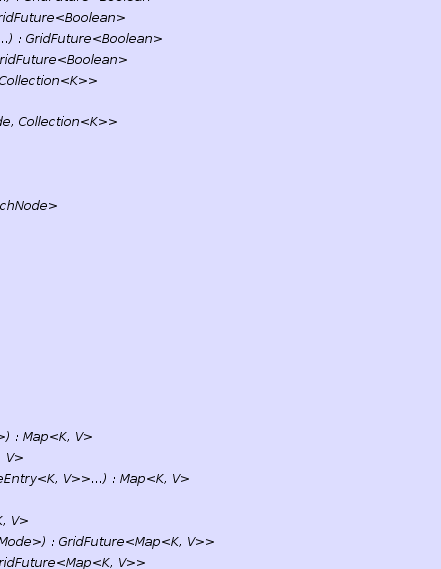 ridFuture<Boolean>
...) : GridFuture<Boolean>
ridFuture<Boolean>
Collection<K>>
de, Collection<K>>
chNode>
>) : Map<K, V>
, V>
eEntry<K, V>>...) : Map<K, V>
K, V>
Mode>) : GridFuture<Map<K, V>>
ridFuture<Map<K, V>>